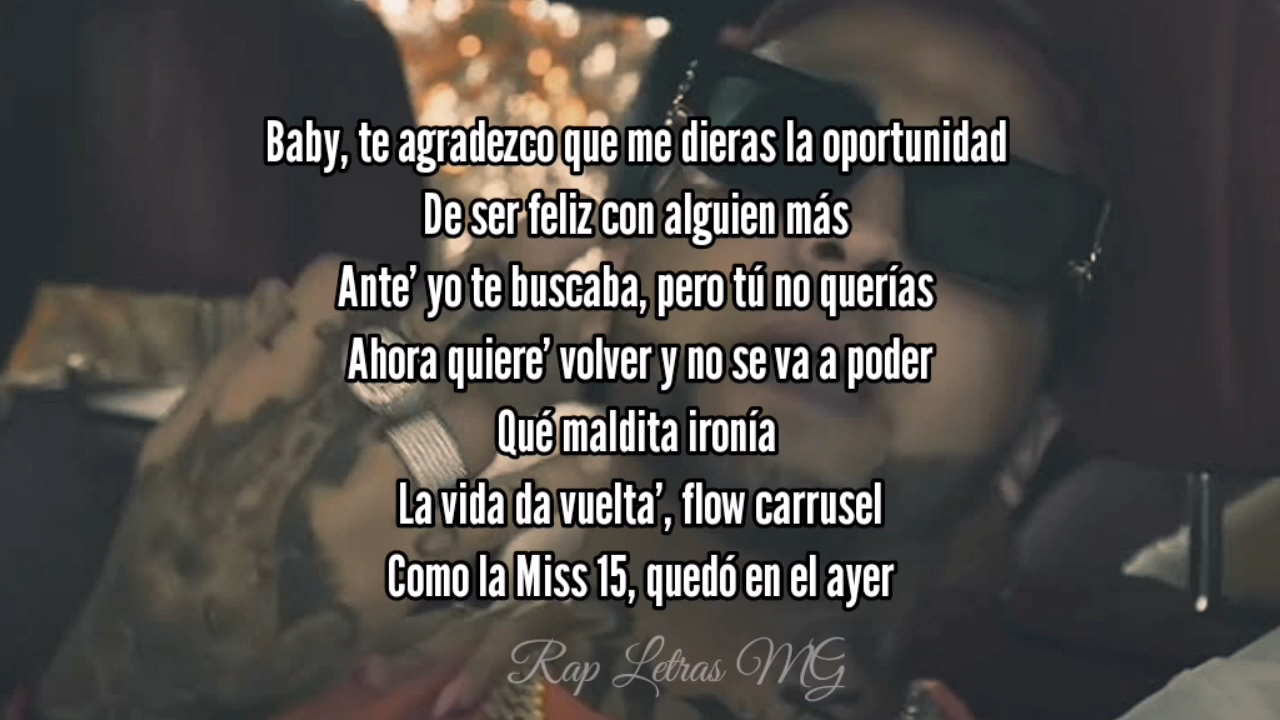 Baby, te agradezco que me dieras la oportunidad
De ser feliz con alguien más
Ante’ yo te buscaba, pero tú no querías
Ahora quiere’ volver y no se va a poder
Qué maldita ironía
La vida da vuelta’, flow carrusel
Como la Miss 15, quedó en el ayer
Rap Letras MG